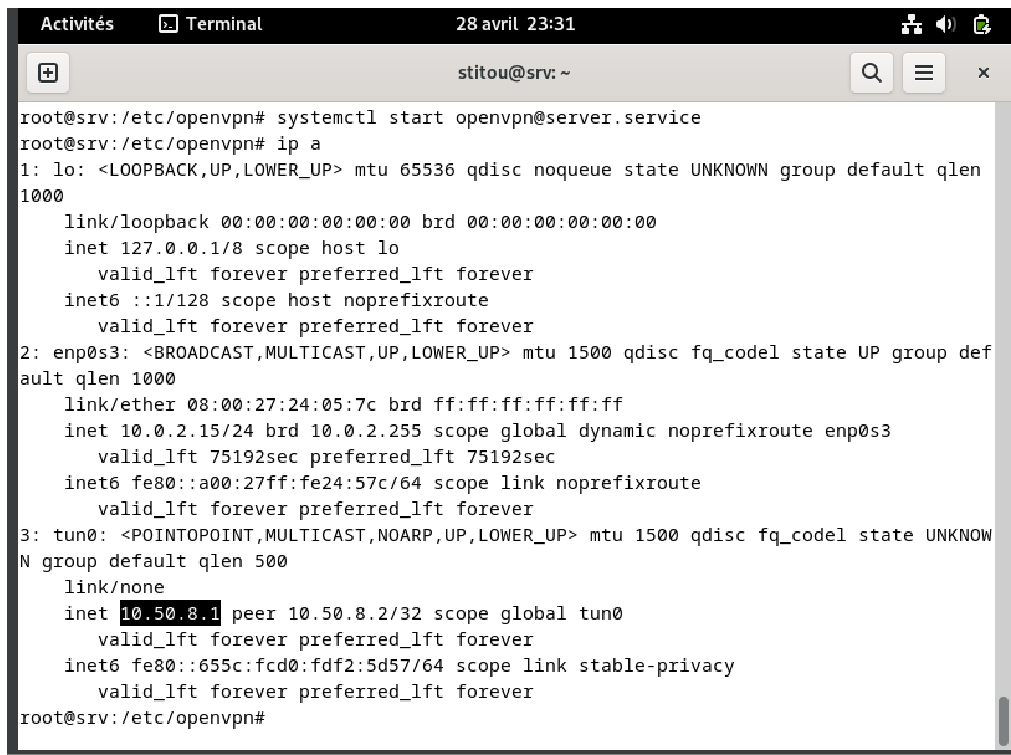 Activités Terminal 28 avril 23:31
stitou@srv: ~
root@srv:/etc/openvpn# systemctl start openvpn@server.service
root@srv:/etc/openvpn# ip a
1: lo: <LOOPBACK,UP,LOWER_UP> mtu 65536 qdisc noqueue state UNKNOWN group default qlen
1000
    link/loopback 00:00:00:00:00:00 brd 00:00:00:00:00:00
    inet 127.0.0.1/8 scope host lo
       valid_lft forever preferred_lft forever
    inet6 ::1/128 scope host noprefixroute
       valid_lft forever preferred_lft forever
2: enp0s3: <BROADCAST,MULTICAST,UP,LOWER_UP> mtu 1500 qdisc fq_codel state UP group def
ault qlen 1000
    link/ether 08:00:27:24:05:7c brd ff:ff:ff:ff:ff:ff
    inet 10.0.2.15/24 brd 10.0.2.255 scope global dynamic noprefixroute enp0s3
       valid_lft 75192sec preferred_lft 75192sec
    inet6 fe80::a00:27ff:fe24:57c/64 scope link noprefixroute
       valid_lft forever preferred_lft forever
3: tun0: <POINTOPOINT,MULTICAST,NOARP,UP,LOWER_UP> mtu 1500 qdisc fq_codel state UNKNOW
N group default qlen 500
    link/none
    inet 10.50.8.1 peer 10.50.8.2/32 scope global tun0
       valid_lft forever preferred_lft forever
    inet6 fe80::655c:fcd0:fdf2:5d57/64 scope link stable-privacy
       valid_lft forever preferred_lft forever
root@srv:/etc/openvpn#